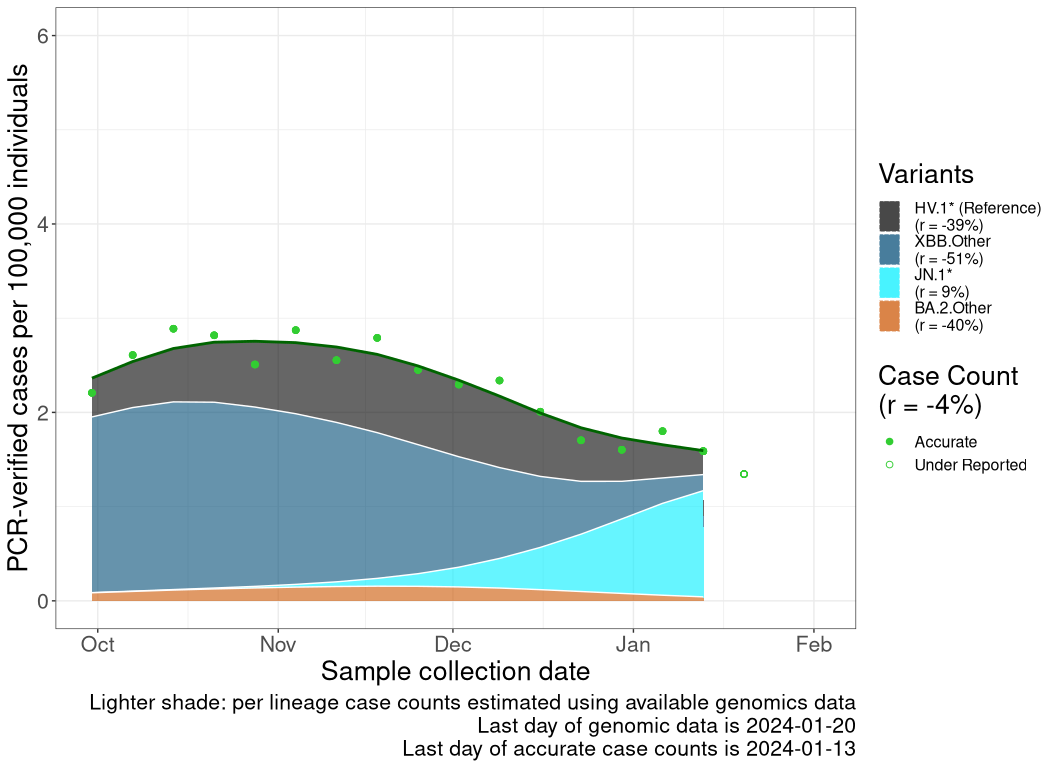 PCR-verified cases per 100,000 individuals
6
4
2
0
Oct
Nov
Dec
Jan
Feb
Sample collection date
Lighter shade: per lineage case counts estimated using available genomics data
Last day of genomic data is 2024-01-20
Last day of accurate case counts is 2024-01-13
Variants
HV.1* (Reference)
(r = -39%)
XBB.Other
(r = -51%)
JN.1*
(r = 9%)
BA.2.Other
(r = -40%)
Case Count
(r = -4%)
Accurate
Under Reported